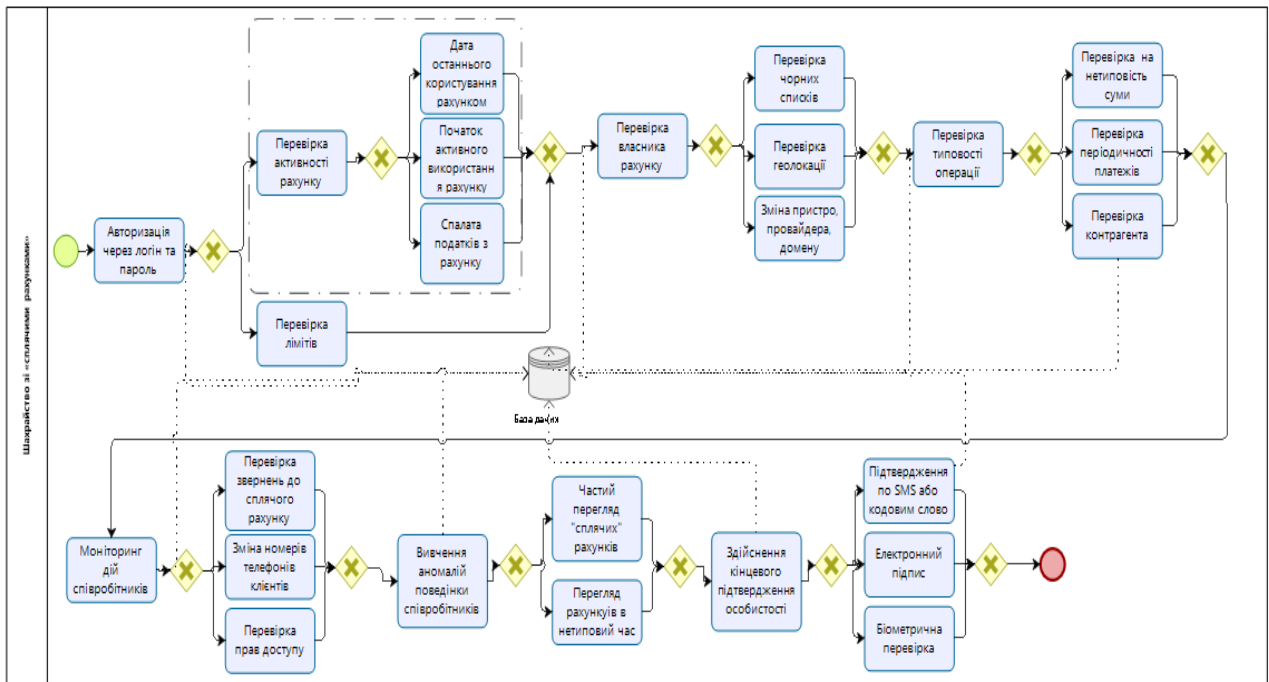 Шахрайство зі «сплячими рахунками»
Авторизація
через логін та
пароль
Перевірка
активності
рахунку
Дата
останнього
користування
рахунком
Початок
активного
використанн
я рахунку
Спалата
податків з
рахунку
Перевірка
лімітів
Перевірка
власника
рахунку
Перевірка
чорних
списків
Перевірка
геолокації
Зміна пристро,
провайдера,
домену
Перевірка
типовості
операції
Перевірка на
нетиповість
суми
Перевірка
періодичності
платежів
Перевірка
контрагента
База даних
Моніторинг
дій
співробітників
Перевірка
звернень до
сплячого
рахунку
Зміна номерів
телефонів
клієнтів
Перевірка
прав доступу
Вивчення
аномалій
поведінки
співробітників
Частий
перегляд
"сплячих"
рахунків
Перегляд
рахункуів в
нетиповий час
Здійснення
кінцевого
підтвердження
особистості
Підтвердження
по SMS або
кодовим слово
Електронний
підпис
Біометрична
перевірка